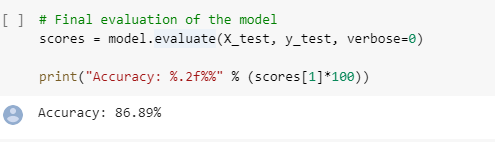 [ ] # Final evaluation of the model
scores = model.evaluate(X_test, y_test, verbose=0)
print("Accuracy: %.2f%%" % (scores[1]*100))
Accuracy: 86.89%